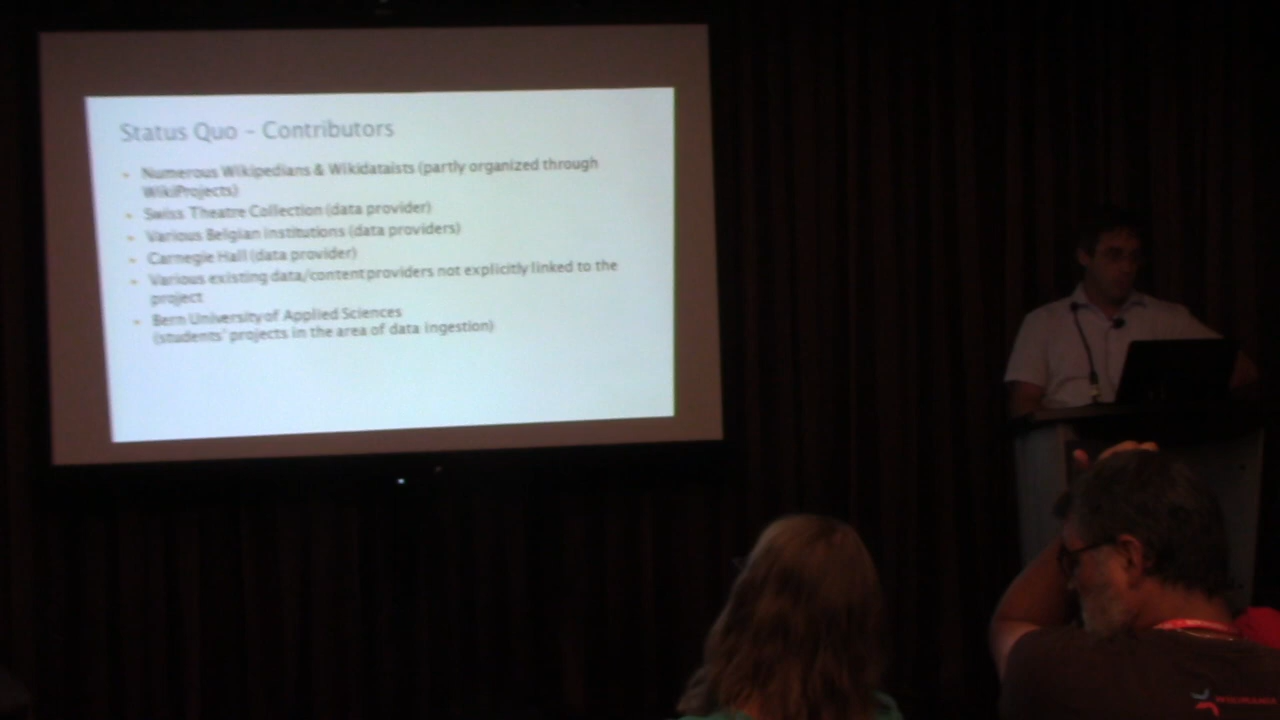 Status Quo – Contributors
• Numerous Wikipedians & Wikidataists (partly organized through
WikiProjects)
• Swiss Theatre Collection (data provider)
• Various Belgian institutions (data providers)
• Carnegie Hall (data provider)
• Various existing data/content providers not explicitly linked to the
project
• Bern University of Applied Sciences
(students' projects in the area of data ingestion)